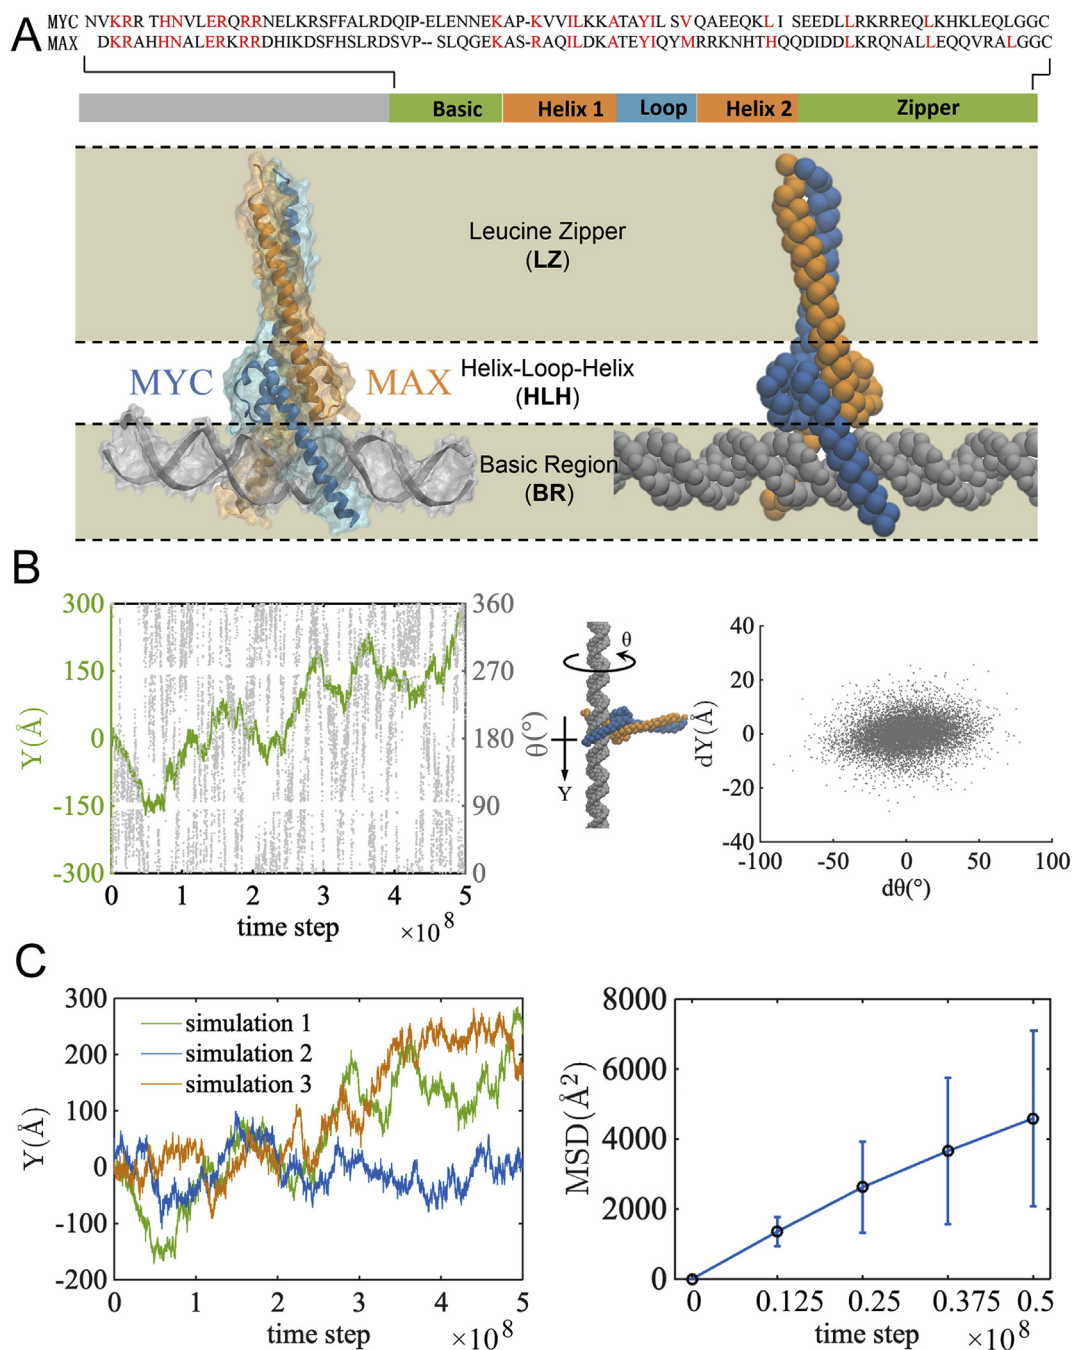 A
MYC NVKRR THNVLERQRRNELKRSFFALRDQIP-ELENNEKAP-KVVILKKATAYILSVQAEEQKL I SEEDLLRKRREQLKHKLEQLGGC
MAX DKRAHHNALERKRRDHIKDSFHSLRDSVP--SLQGEKAS-RAQILDKATEYIQYMRRKNHTHQQDIDDLKRQNALLEQQVRALGGC
Basic Helix 1 Loop Helix 2 Zipper
Leucine Zipper
(LZ)
Helix-Loop-Helix
(HLH)
MYC MAX
Basic Region
(BR)
B
300 360
150 270
0 180
-150 90
-300 0
Y(Å)
θ(°)
0 1 2 3 4 5
time step ×10 8
θ
Y
40
20
0
-20
-40
dY(Å)
-100 -50 0 50 100
dθ(°)
C
300
200
100
0
-100
-200
Y(Å)
simulation 1
simulation 2
simulation 3
0 1 2 3 4 5
time step ×10 8
8000
6000
4000
2000
0
MSD(Å2)
0 0.125 0.25 0.375 0.5
time step ×10 8